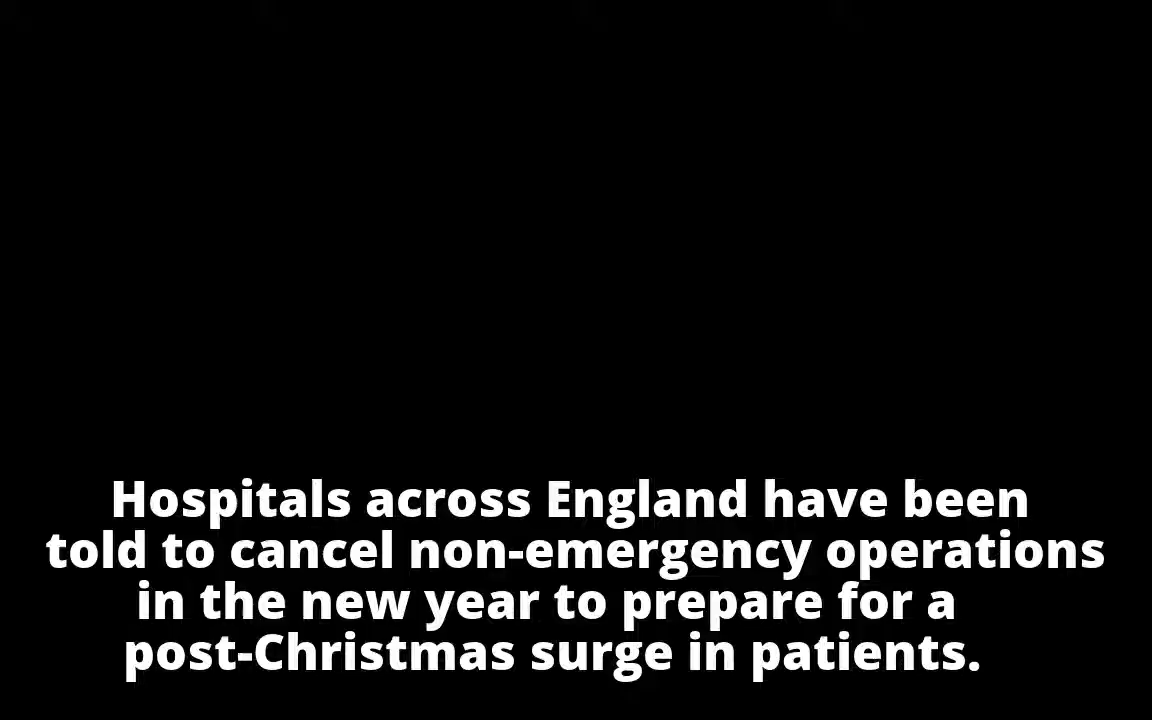 Hospitals across England have been
told to cancel non-emergency operations
in the new year to prepare for a
post-Christmas surge in patients.